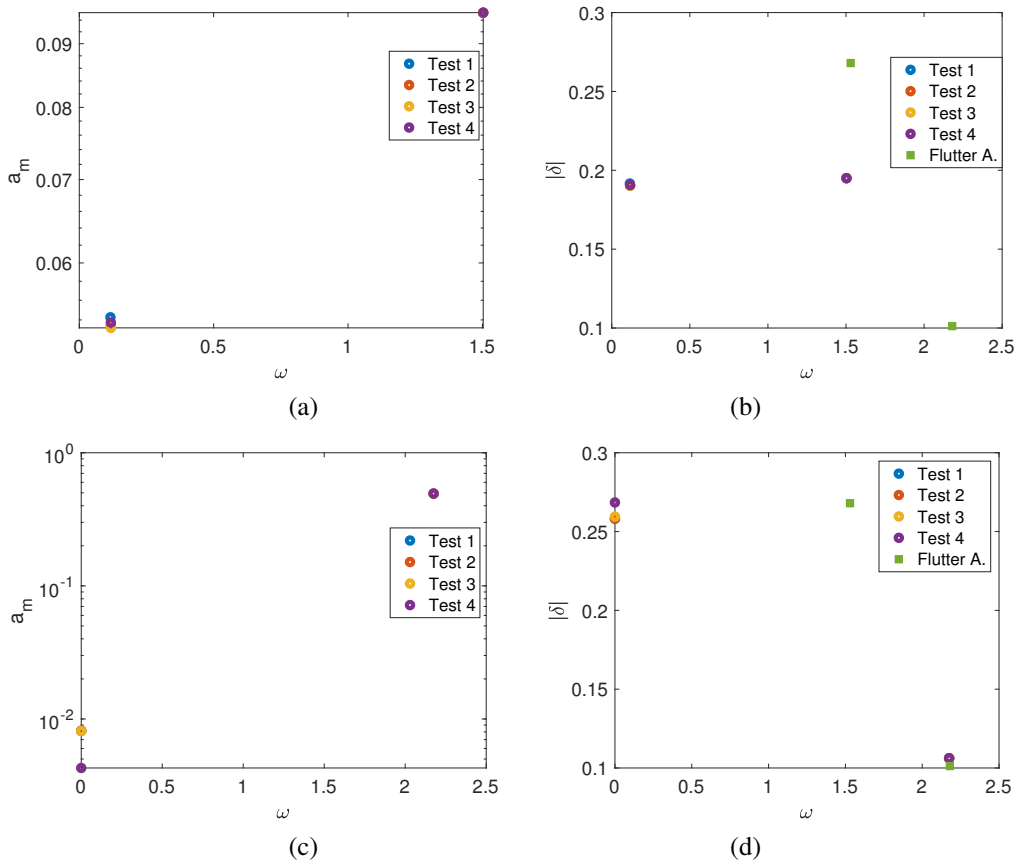 0.09
0.08
0.07
0.06
a_m
0 0.5 1 1.5
ω
Test 1
Test 2
Test 3
Test 4
(a)
0.3
0.25
0.2
0.15
0.1
|δ|
0 0.5 1 1.5 2 2.5
ω
Test 1
Test 2
Test 3
Test 4
Flutter A.
(b)
10^0
10^-1
10^-2
a_m
0 0.5 1 1.5 2 2.5
ω
Test 1
Test 2
Test 3
Test 4
(c)
0.3
0.25
0.2
0.15
0.1
|δ|
0 0.5 1 1.5 2 2.5
ω
Test 1
Test 2
Test 3
Test 4
Flutter A.
(d)